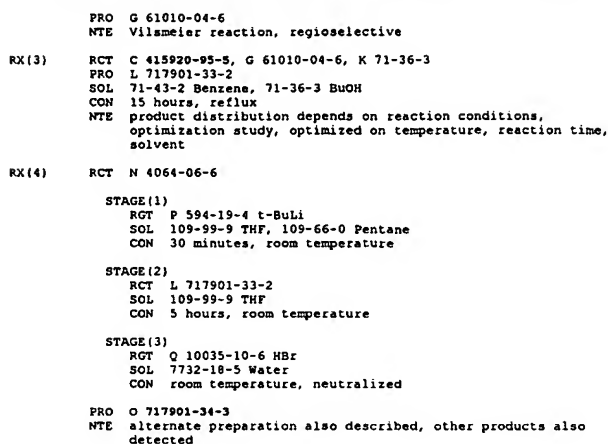 PRO G 61010-04-6
NTE Vilsmeier reaction, regioselective
RX(3) RCT C 415920-95-5, G 61010-04-6, K 71-36-3
PRO L 717901-33-2
SOL 71-43-2 Benzene, 71-36-3 BuOH
CON 15 hours, reflux
NTE product distribution depends on reaction conditions,
optimization study, optimized on temperature, reaction time,
solvent
RX(4) RCT N 4064-06-6
STAGE(1)
RGT P 594-19-4 t-BuLi
SOL 109-99-9 THF, 109-66-0 Pentane
CON 30 minutes, room temperature
STAGE(2)
RCT L 717901-33-2
SOL 109-99-9 THF
CON 5 hours, room temperature
STAGE(3)
RGT Q 10035-10-6 HBr
SOL 7732-18-5 Water
CON room temperature, neutralized
PRO O 717901-34-3
NTE alternate preparation also described, other products also
detected